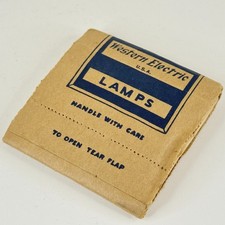 Western Electric
U.S.A.
LAMPS
HANDLE WITH CARE
TO OPEN TEAR FLAP